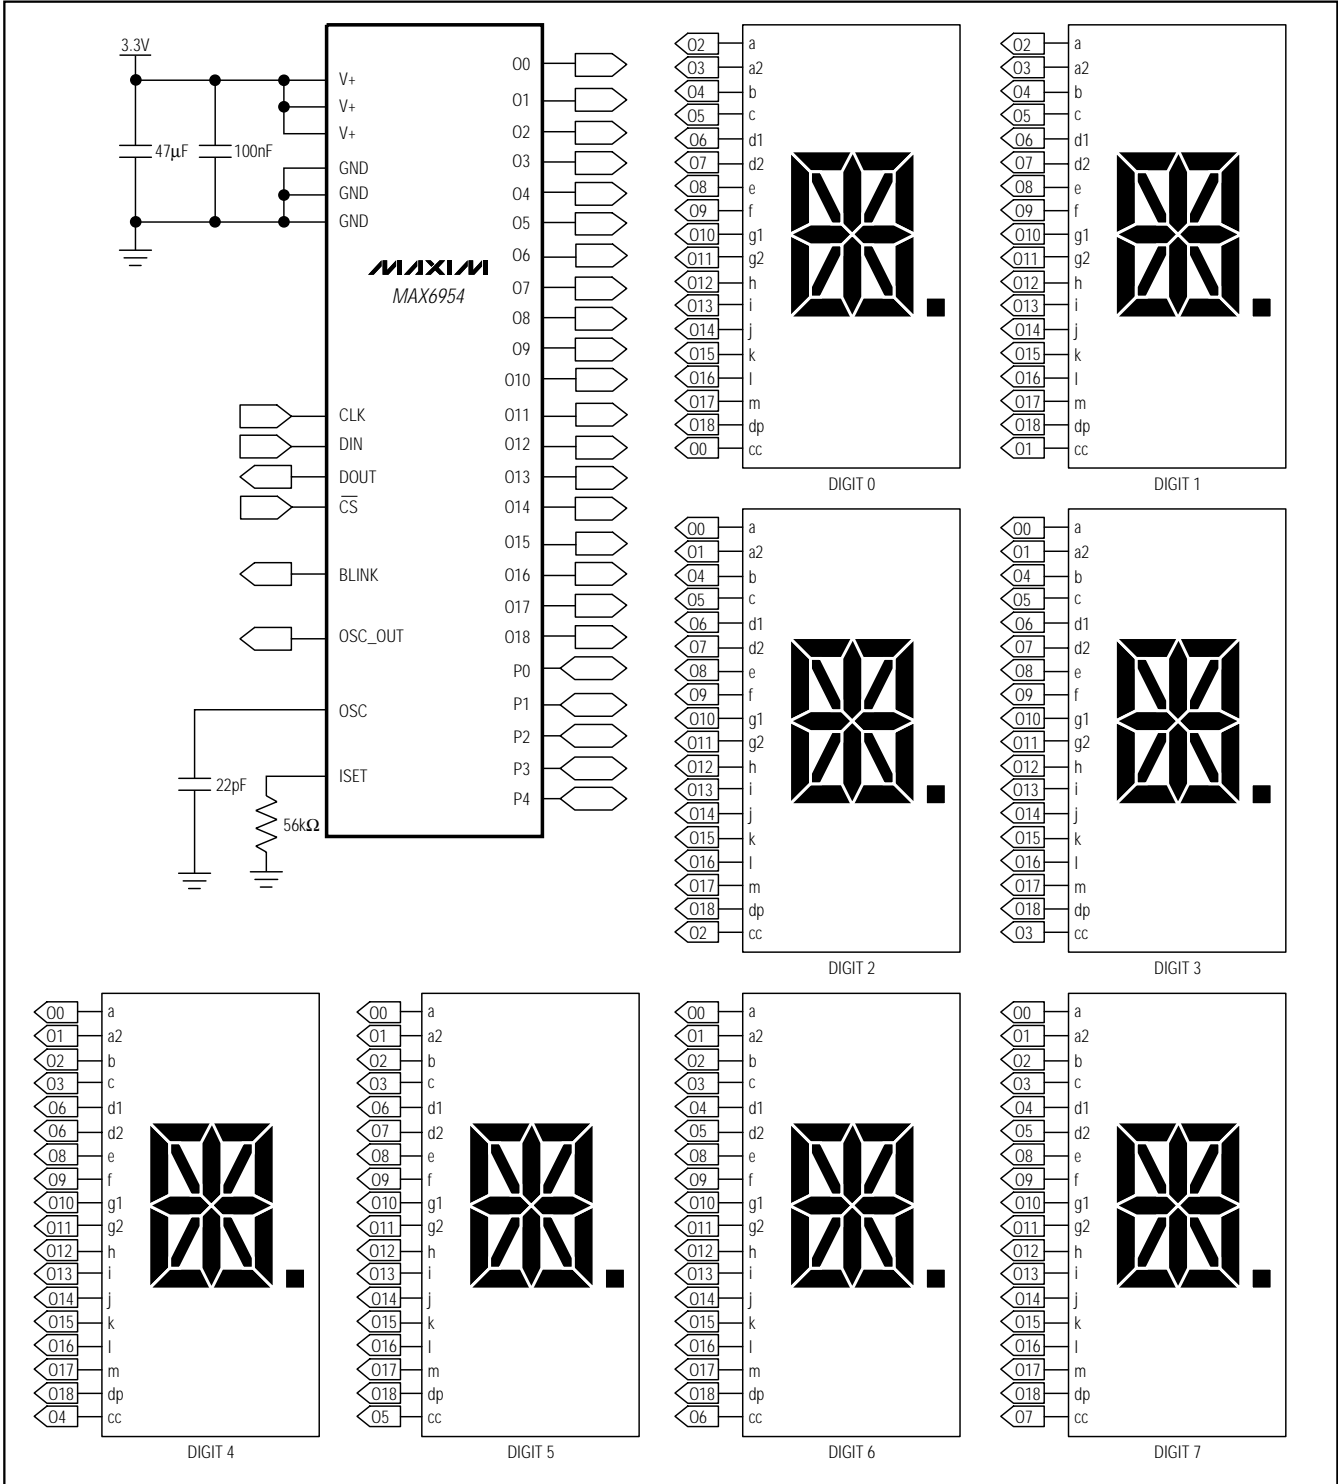 3.3V
47μF
100nF
V+
V+
V+
GND
GND
GND
MAXIM
MAX6954
CLK
DIN
DOUT
CS
BLINK
OSC_OUT
OSC
ISET
22pF
56kΩ
O0
O1
O2
O3
O4
O5
O6
O7
O8
O9
O10
O11
O12
O13
O14
O15
O16
O17
O18
P0
P1
P2
P3
P4
O2 a
O3 a2
O4 b
O5 c
O6 d1
O7 d2
O8 e
O9 f
O10 g1
O11 g2
O12 h
O13 i
O14 j
O15 k
O16 l
O17 m
O18 dp
O0 cc
DIGIT 0
O2 a
O3 a2
O4 b
O5 c
O6 d1
O7 d2
O8 e
O9 f
O10 g1
O11 g2
O12 h
O13 i
O14 j
O15 k
O16 l
O17 m
O18 dp
O1 cc
DIGIT 1
O0 a
O1 a2
O4 b
O5 c
O6 d1
O7 d2
O8 e
O9 f
O10 g1
O11 g2
O12 h
O13 i
O14 j
O15 k
O16 l
O17 m
O18 dp
O2 cc
DIGIT 2
O0 a
O1 a2
O4 b
O5 c
O6 d1
O7 d2
O8 e
O9 f
O10 g1
O11 g2
O12 h
O13 i
O14 j
O15 k
O16 l
O17 m
O18 dp
O3 cc
DIGIT 3
O0 a
O1 a2
O2 b
O3 c
O6 d1
O6 d2
O8 e
O9 f
O10 g1
O11 g2
O12 h
O13 i
O14 j
O15 k
O16 l
O17 m
O18 dp
O4 cc
DIGIT 4
O0 a
O1 a2
O2 b
O3 c
O6 d1
O7 d2
O8 e
O9 f
O10 g1
O11 g2
O12 h
O13 i
O14 j
O15 k
O16 l
O17 m
O18 dp
O5 cc
DIGIT 5
O0 a
O1 a2
O2 b
O3 c
O4 d1
O5 d2
O8 e
O9 f
O10 g1
O11 g2
O12 h
O13 i
O14 j
O15 k
O16 l
O17 m
O18 dp
O6 cc
DIGIT 6
O0 a
O1 a2
O2 b
O3 c
O4 d1
O5 d2
O8 e
O9 f
O10 g1
O11 g2
O12 h
O13 i
O14 j
O15 k
O16 l
O17 m
O18 dp
O7 cc
DIGIT 7